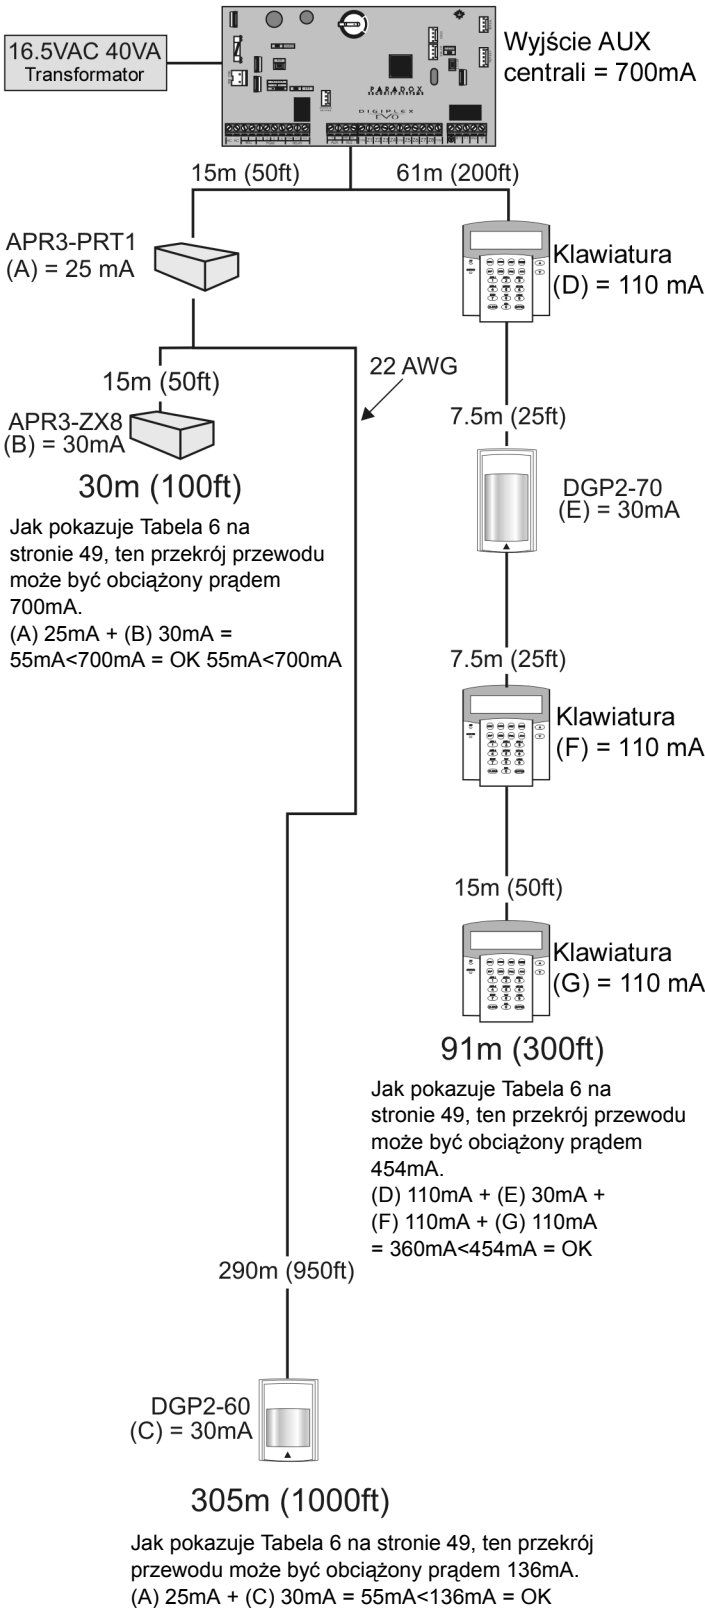 16.5VAC 40VA
Transformator
PARADOX
SECURITY SYSTEMS
DIGIPLEX
EVO
Wyjście AUX
centrali = 700mA
15m (50ft)
61m (200ft)
APR3-PRT1
(A) = 25 mA
Klawiatura
(D) = 110 mA
22 AWG
15m (50ft)
APR3-ZX8
(B) = 30mA
30m (100ft)
Jak pokazuje Tabela 6 na
stronie 49, ten przekrój przewodu
może być obciążony prądem
700mA.
(A) 25mA + (B) 30mA =
55mA<700mA = OK 55mA<700mA
7.5m (25ft)
DGP2-70
(E) = 30mA
7.5m (25ft)
Klawiatura
(F) = 110 mA
15m (50ft)
Klawiatura
(G) = 110 mA
91m (300ft)
Jak pokazuje Tabela 6 na
stronie 49, ten przekrój przewodu
może być obciążony prądem
454mA.
(D) 110mA + (E) 30mA +
(F) 110mA + (G) 110mA
= 360mA<454mA = OK
290m (950ft)
DGP2-60
(C) = 30mA
305m (1000ft)
Jak pokazuje Tabela 6 na stronie 49, ten przekrój
przewodu może być obciążony prądem 136mA.
(A) 25mA + (C) 30mA = 55mA<136mA = OK